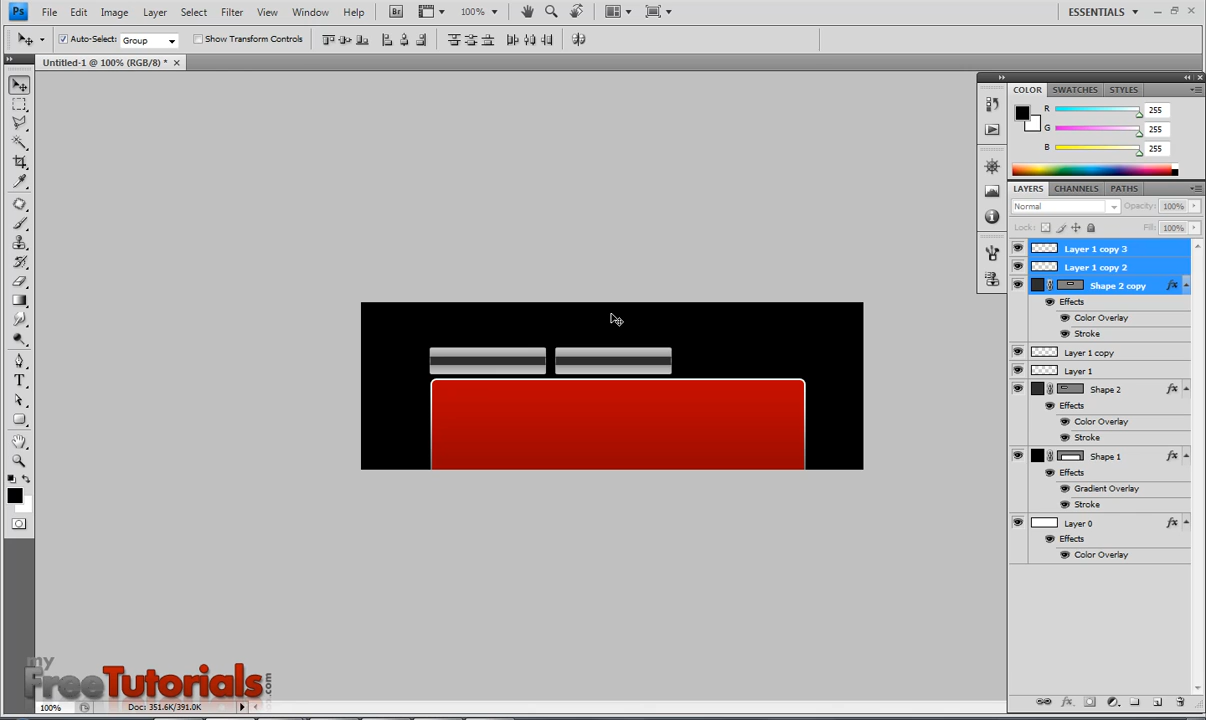 Ps File Edit Image Layer Select Filter View Window Help Br 100% ESSENTIALS
Auto-Select: Group Show Transform Controls
Untitled-1 @ 100% (RGB/8) *
COLOR SWATCHES STYLES
R 255
G 255
B 255
LAYERS CHANNELS PATHS
Normal Opacity: 100%
Lock: Fill: 100%
Layer 1 copy 3
Layer 1 copy 2
Shape 2 copy fx
Effects
Color Overlay
Stroke
Layer 1 copy
Layer 1
Shape 2 fx
Effects
Color Overlay
Stroke
Shape 1 fx
Effects
Gradient Overlay
Stroke
Layer 0 fx
Effects
Color Overlay
my
FreeTutorials.com
100% Doc: 351.6K/391.0K